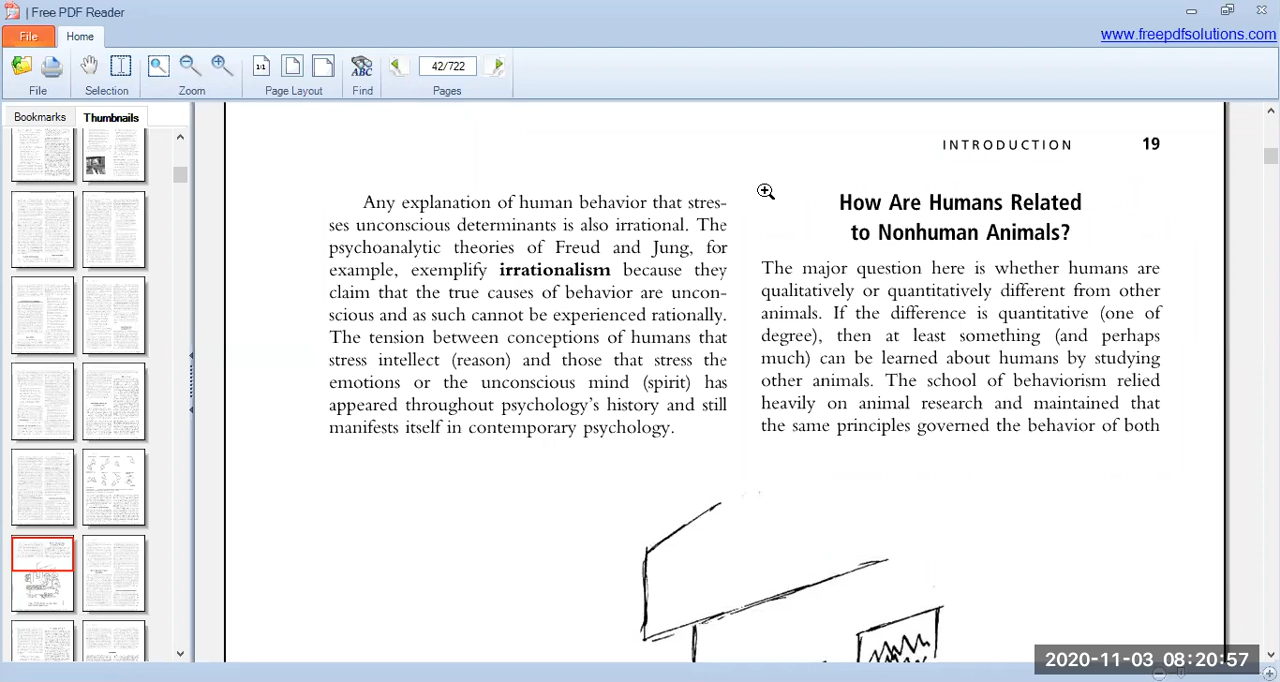 | Free PDF Reader
File
Home
www.freepdfsolutions.com
1:1
ABC
42/722
File
Selection
Zoom
Page Layout
Find
Pages
Bookmarks
Thumbnails
INTRODUCTION 19
Any explanation of human behavior that stres-
ses unconscious determinants is also irrational. The
psychoanalytic theories of Freud and Jung, for
example, exemplify irrationalism because they
claim that the true causes of behavior are uncon-
scious and as such cannot be experienced rationally.
The tension between conceptions of humans that
stress intellect (reason) and those that stress the
emotions or the unconscious mind (spirit) has
appeared throughout psychology's history and still
manifests itself in contemporary psychology.
How Are Humans Related
to Nonhuman Animals?
The major question here is whether humans are
qualitatively or quantitatively different from other
animals. If the difference is quantitative (one of
degree), then at least something (and perhaps
much) can be learned about humans by studying
other animals. The school of behaviorism relied
heavily on animal research and maintained that
the same principles governed the behavior of both
2020-11-03 08:20:57